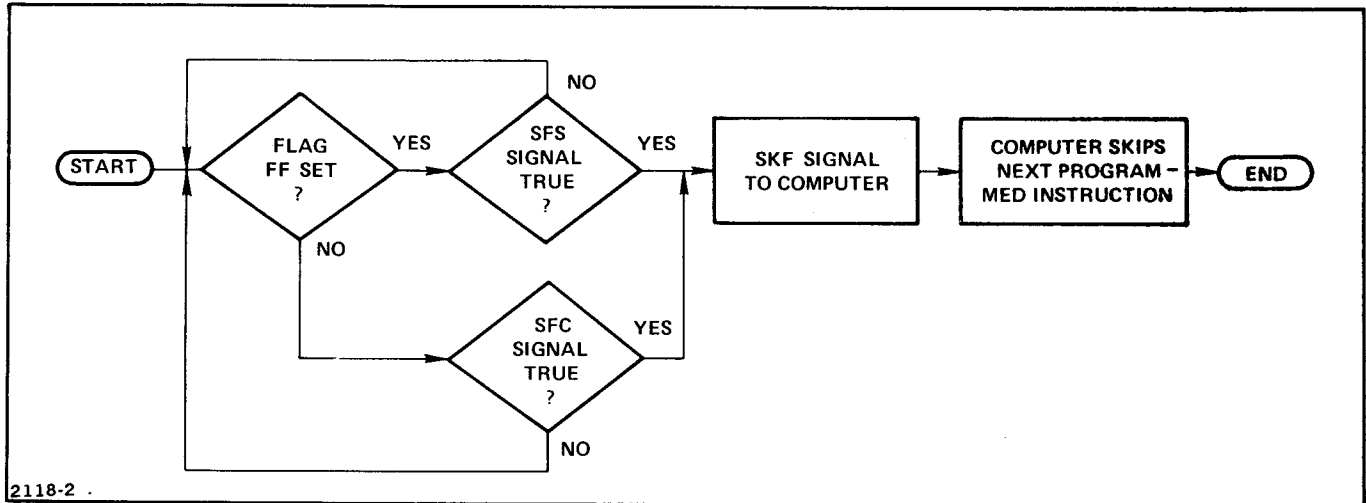 START
FLAG
FF SET
?
YES
NO
SFS
SIGNAL
TRUE
?
NO
YES
SFC
SIGNAL
TRUE
?
YES
NO
SKF SIGNAL
TO COMPUTER
COMPUTER SKIPS
NEXT PROGRAM-
MED INSTRUCTION
END
2118-2